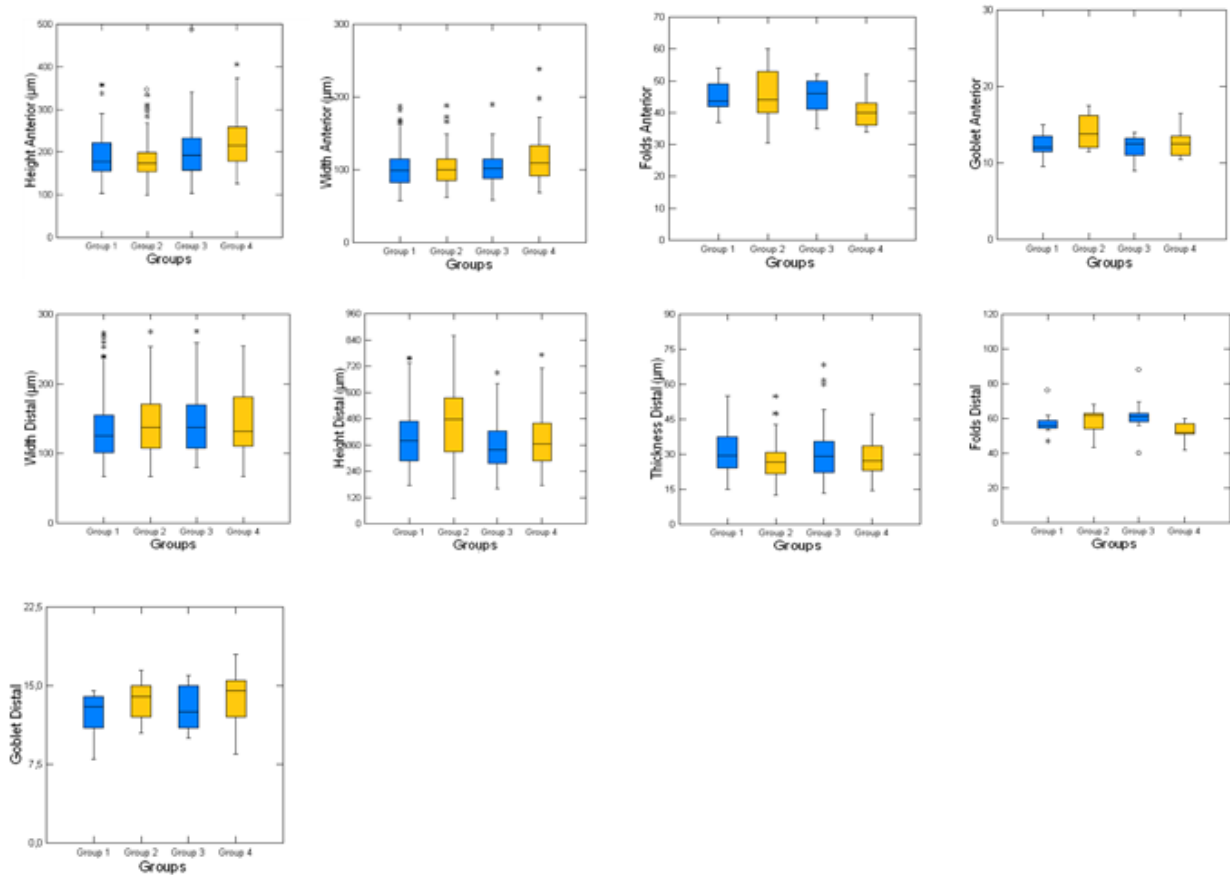 500
400
300
200
100
0
Height Anterior (µm)
Group 1 Group 2 Group 3 Group 4
Groups
300
200
100
0
Width Anterior (µm)
Group 1 Group 2 Group 3 Group 4
Groups
70
60
50
40
30
20
10
0
Folds Anterior
Group 1 Group 2 Group 3 Group 4
Groups
30
20
10
0
Goblet Anterior
Group 1 Group 2 Group 3 Group 4
Groups
300
200
100
0
Width Distal (µm)
Group 1 Group 2 Group 3 Group 4
Groups
960
840
720
600
480
360
240
120
0
Height Distal (µm)
Group 1 Group 2 Group 3 Group 4
Groups
90
75
60
45
30
15
0
Thickness Distal (µm)
Group 1 Group 2 Group 3 Group 4
Groups
120
100
80
60
40
20
0
Folds Distal
Group 1 Group 2 Group 3 Group 4
Groups
22,5
15,0
7,5
0,0
Goblet Distal
Group 1 Group 2 Group 3 Group 4
Groups